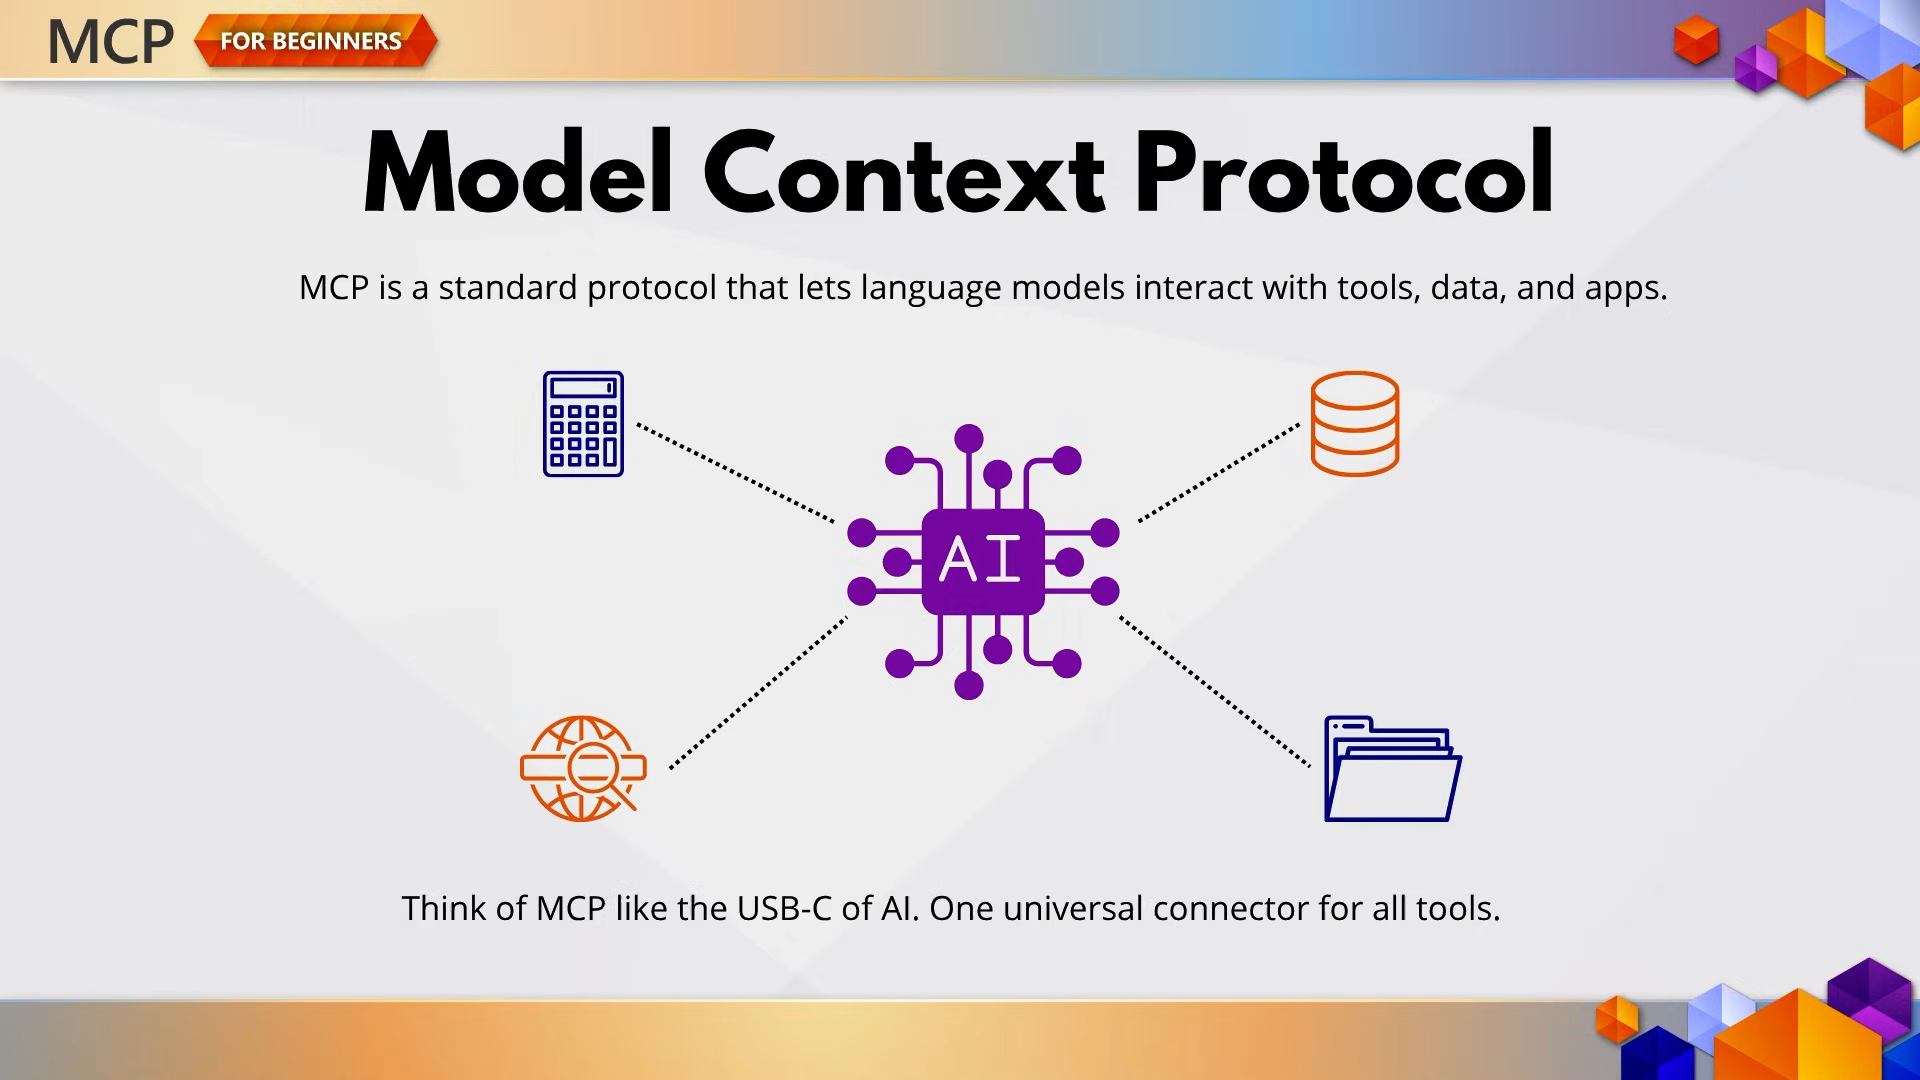 MCP
FOR BEGINNERS
Model Context Protocol
MCP is a standard protocol that lets language models interact with tools, data, and apps.
AI
Think of MCP like the USB-C of AI. One universal connector for all tools.